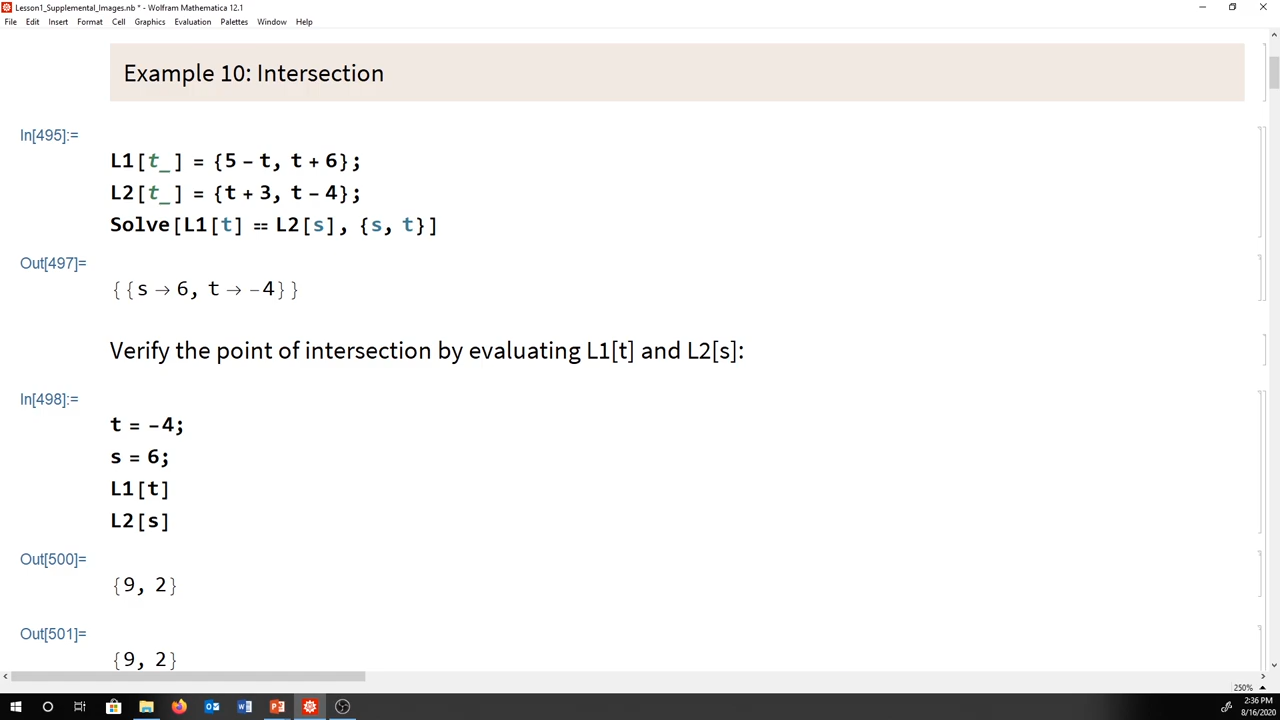 Lesson1_Supplemental_Images.nb * - Wolfram Mathematica 12.1
File Edit Insert Format Cell Graphics Evaluation Palettes Window Help
Example 10: Intersection
In[495]:=
L1[t_] = {5 - t, t + 6};
L2[t_] = {t + 3, t - 4};
Solve[L1[t] == L2[s], {s, t}]
Out[497]=
{{s → 6, t → -4}}
Verify the point of intersection by evaluating L1[t] and L2[s]:
In[498]:=
t = -4;
s = 6;
L1[t]
L2[s]
Out[500]=
{9, 2}
Out[501]=
{9, 2}
250%
2:36 PM
8/16/2020